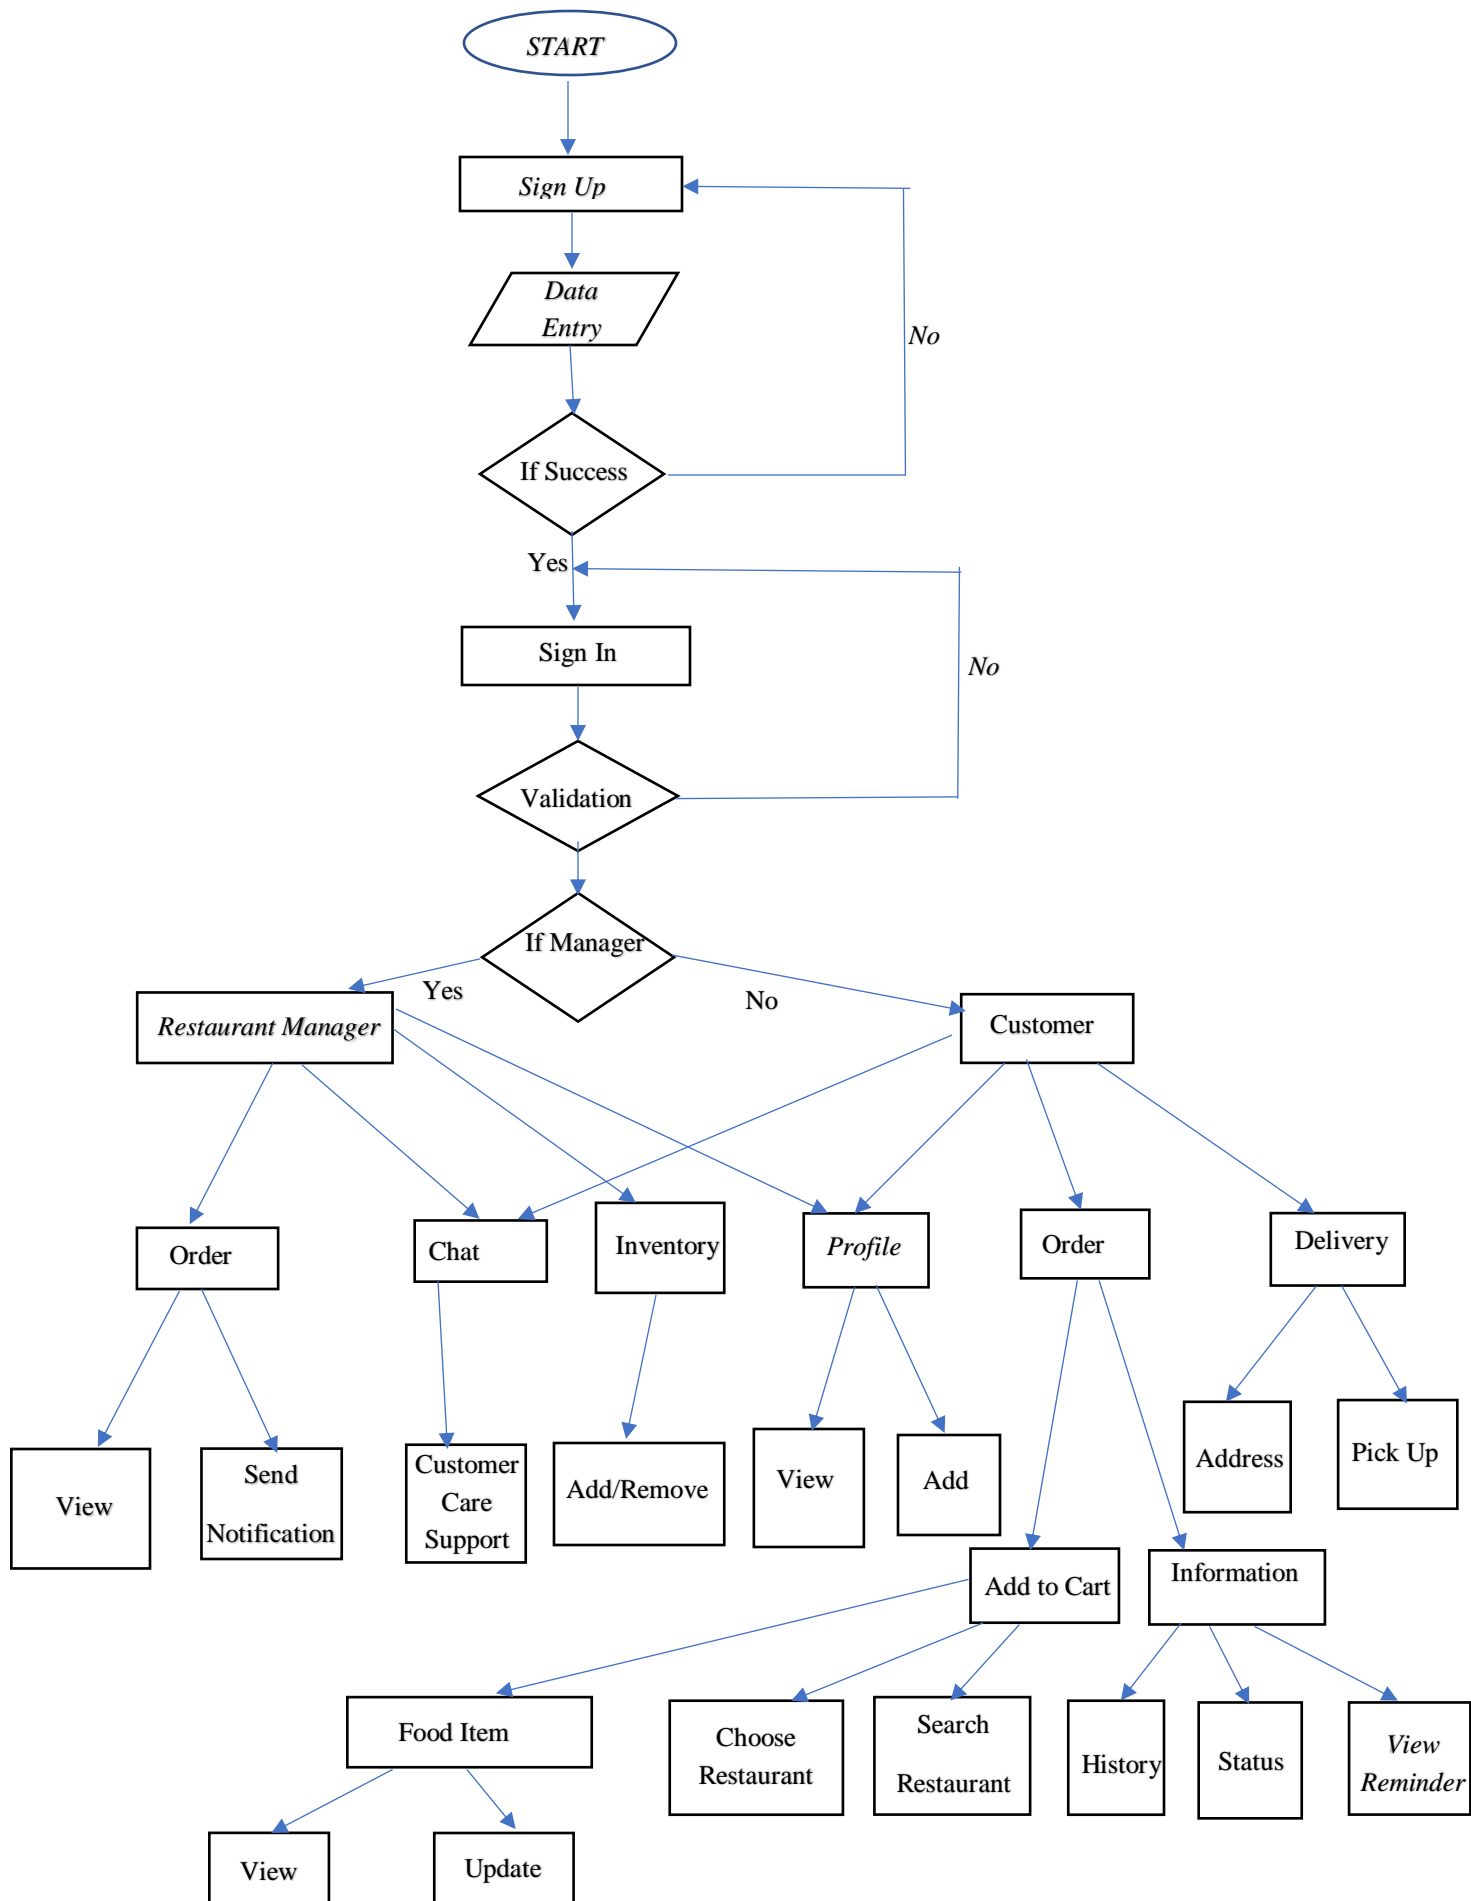 START
Sign Up
Data
Entry
No
If Success
Yes
Sign In
No
Validation
If Manager
Yes
No
Restaurant Manager
Customer
Order
Chat
Inventory
Profile
Order
Delivery
View
Send
Notification
Customer
Care
Support
Add/Remove
View
Add
Address
Pick Up
Add to Cart
Information
Food Item
Choose
Restaurant
Search
Restaurant
History
Status
View
Reminder
View
Update